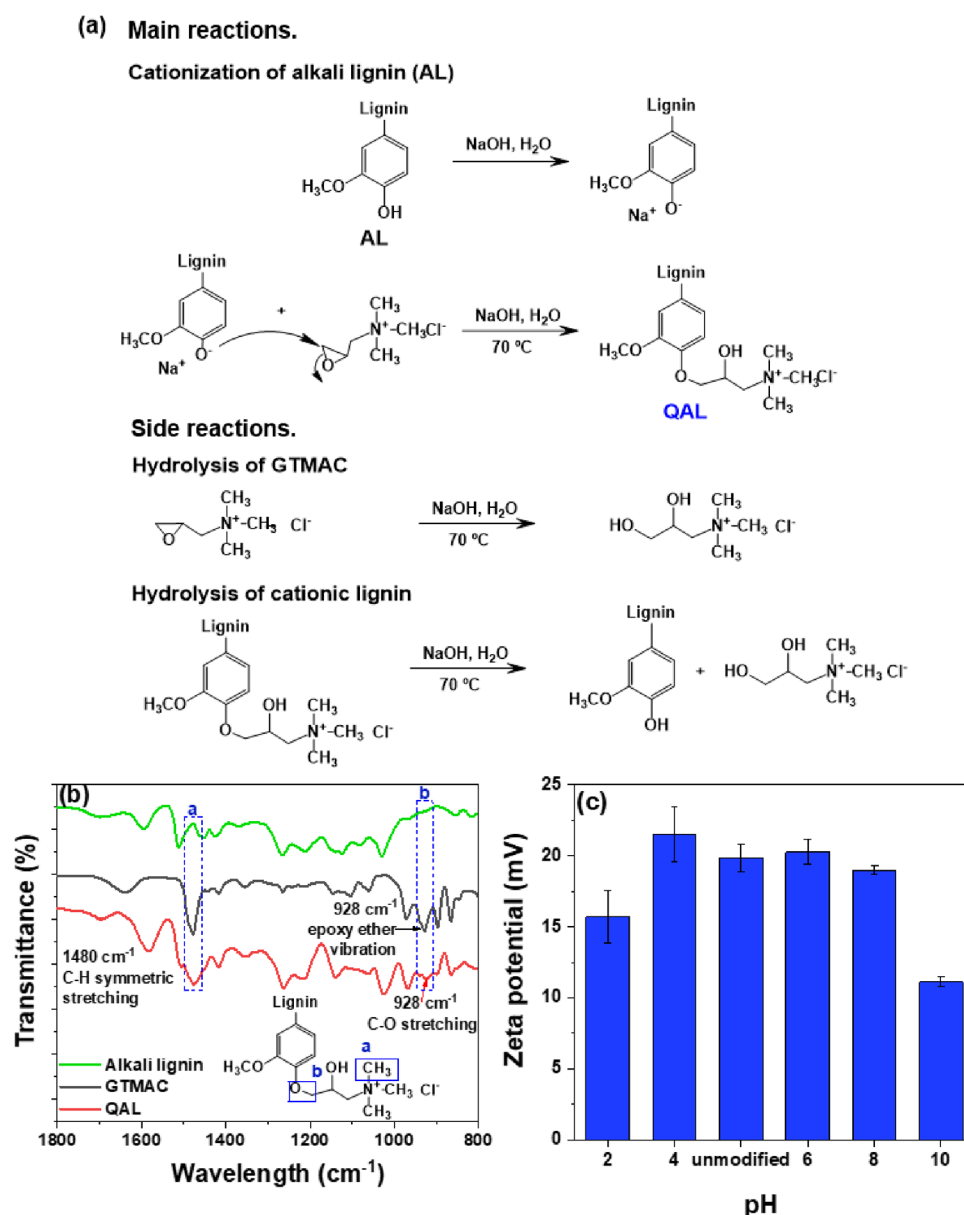 (a) Main reactions.
Cationization of alkali lignin (AL)
Lignin
H₃CO
OH
AL
NaOH, H₂O
Lignin
H₃CO
Na⁺
O⁻
Lignin
H₃CO
Na⁺
O⁻
+
O
CH₃
N⁺-CH₃Cl⁻
CH₃
NaOH, H₂O
70 ºC
Lignin
H₃CO
O
OH
CH₃
N⁺-CH₃Cl⁻
CH₃
QAL
Side reactions.
Hydrolysis of GTMAC
O
CH₃
N⁺-CH₃ Cl⁻
CH₃
NaOH, H₂O
70 ºC
HO
OH
CH₃
N⁺-CH₃ Cl⁻
CH₃
Hydrolysis of cationic lignin
Lignin
H₃CO
O
OH
CH₃
N⁺-CH₃ Cl⁻
CH₃
NaOH, H₂O
70 ºC
Lignin
H₃CO
OH
+
HO
OH
CH₃
N⁺-CH₃ Cl⁻
CH₃
(b)
a
b
Transmittance (%)
928 cm⁻¹
epoxy ether
vibration
1480 cm⁻¹
C-H symmetric
stretching
928 cm⁻¹
C-O stretching
Lignin
H₃CO
b
O
OH
a
CH₃
N⁺-CH₃ Cl⁻
CH₃
Alkali lignin
GTMAC
QAL
1800 1600 1400 1200 1000 800
Wavelength (cm⁻¹)
(c)
Zeta potential (mV)
25
20
15
10
5
0
2 4 unmodified 6 8 10
pH